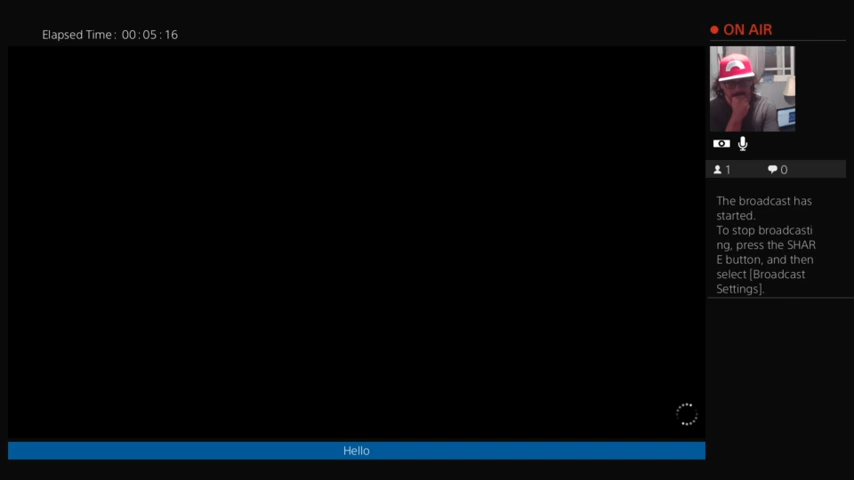 Elapsed Time : 00 : 05 : 16
ON AIR
1 0
The broadcast has
started.
To stop broadcasti
ng, press the SHAR
E button, and then
select [Broadcast
Settings].
Hello